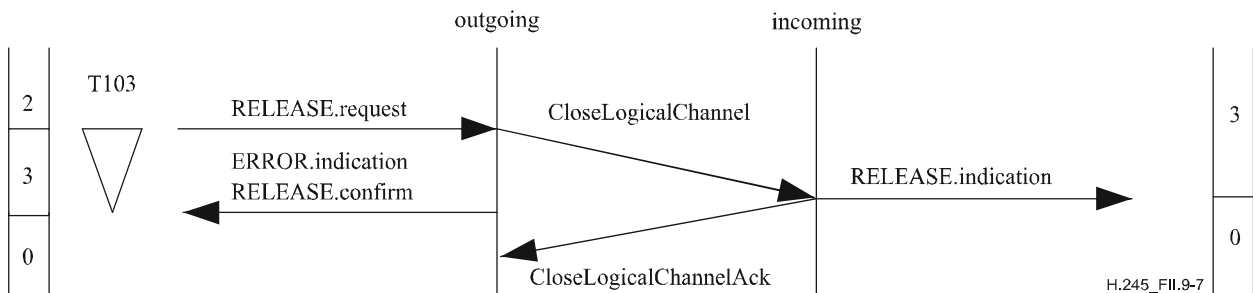 outgoing
incoming
T103
2
RELEASE.request
CloseLogicalChannel
3
ERROR.indication
3
RELEASE.confirm
RELEASE.indication
0
0
CloseLogicalChannelAck
H.245_FII.9-7